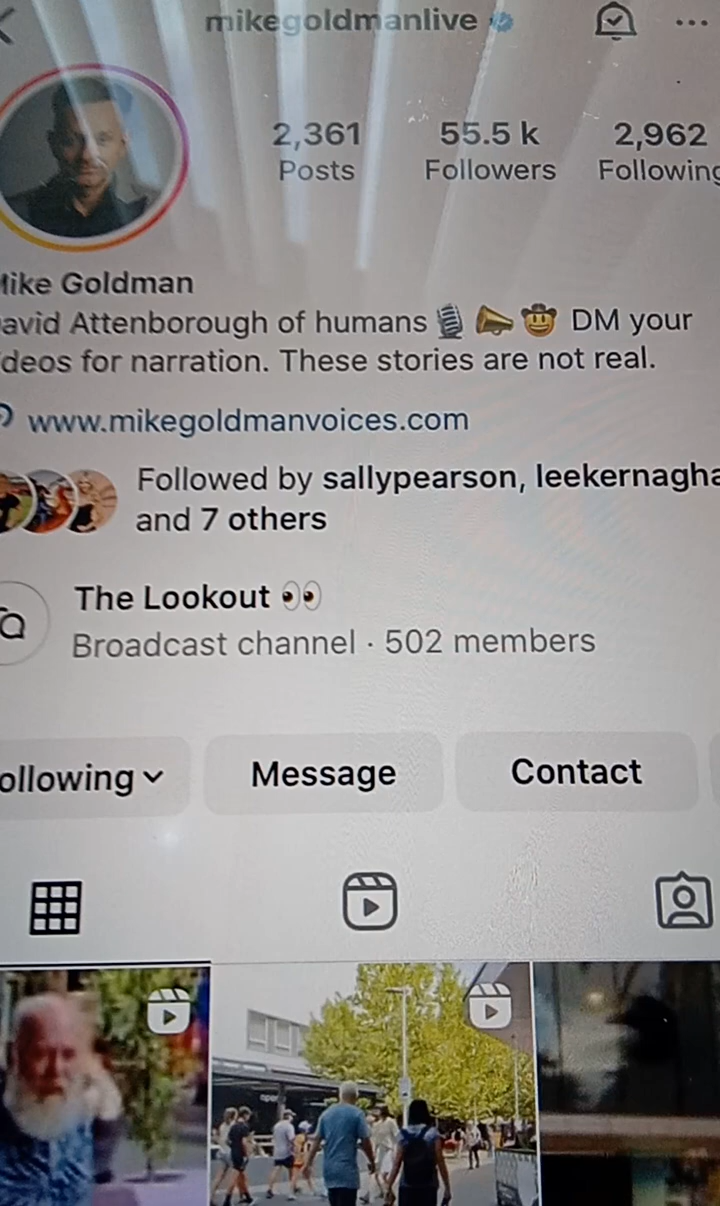 mikegoldmanlive
2,361 55.5 k 2,962
Posts Followers Following
Mike Goldman
avid Attenborough of humans 🎙️ 📣 🤠 DM your
deos for narration. These stories are not real.
www.mikegoldmanvoices.com
Followed by sallypearson, leekernagha
and 7 others
The Lookout 👀
Broadcast channel · 502 members
ollowing Message Contact